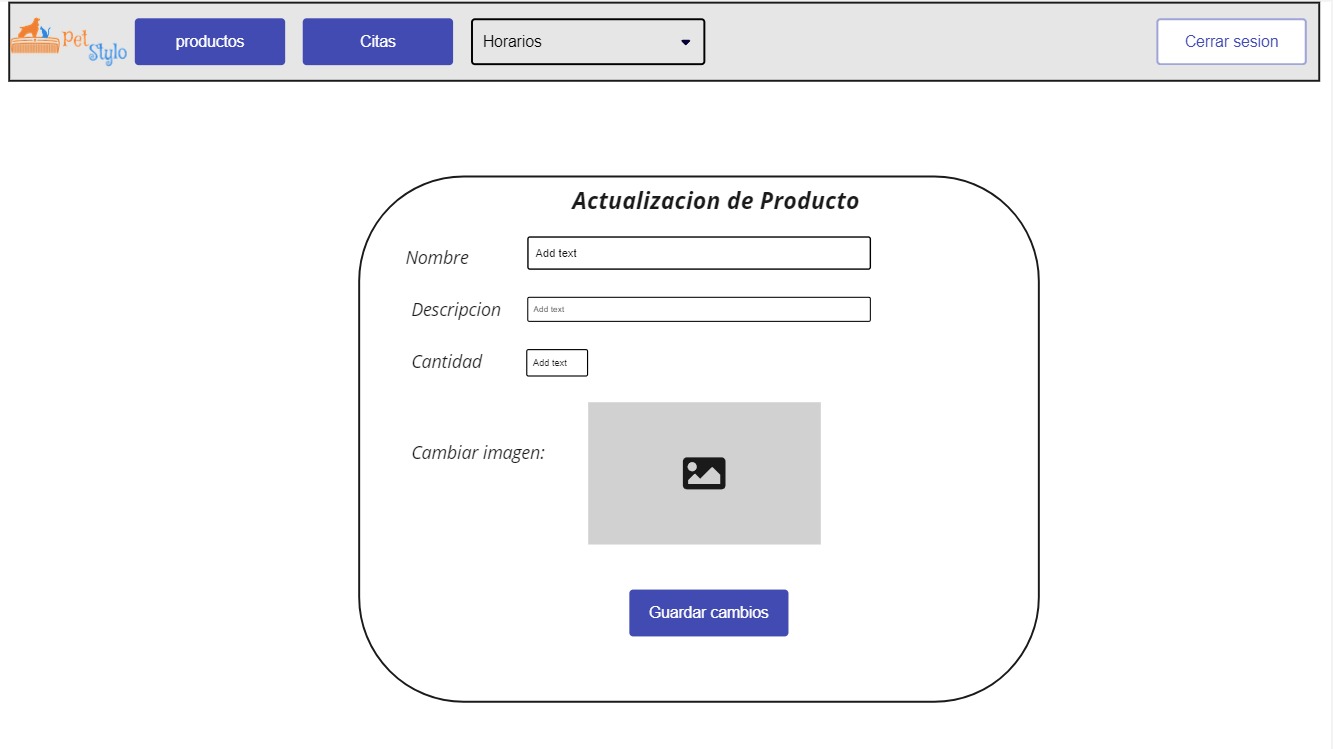 pet
Stylo
productos
Citas
Horarios
Cerrar sesion
Actualizacion de Producto
Nombre
Add text
Descripcion
Add text
Cantidad
Add text
Cambiar imagen:
Guardar cambios